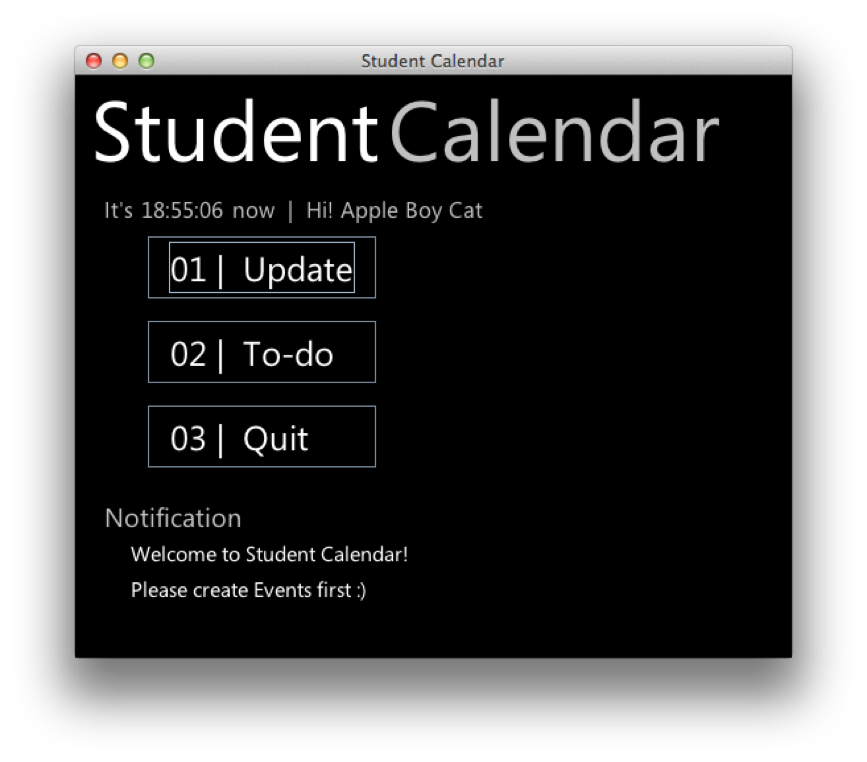 Student Calendar
Student Calendar
It's 18:55:06 now | Hi! Apple Boy Cat
01 | Update
02 | To-do
03 | Quit
Notification
Welcome to Student Calendar!
Please create Events first :)